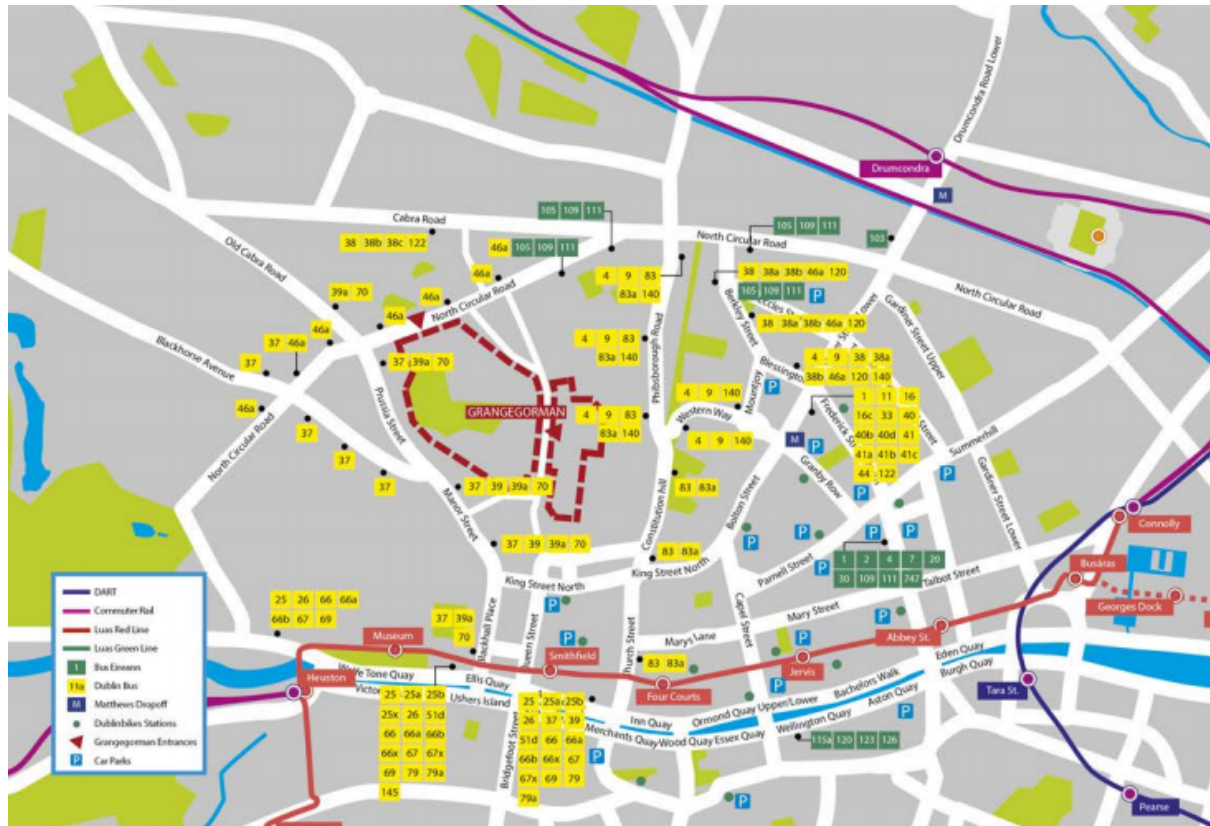 Drumcondra Road Lower
Drumcondra
M
Cabra Road
105 109 111
38 38b 38c 122
46a
105 109 111
North Circular Road
105 109 111
103
Old Cabra Road
46a
4 9 83
83a 140
38 38a 38b 46a 120
105 109 111
P
Eccles St
Lower
North Circular Road
39a 70
46a
North Circular Road
46a
Berkley Street
38 38a 38b 46a 120
Gardiner Street Upper
46a
37 46a
Blackhorse Avenue
37
37 39a 70
4 9 83
83a 140
Phibsborough Road
Blessington
4 9 38 38a
38b 46a 120 140
P
Mountjoy
46a
Prussia Street
GRANGEGORMAN
4 9 83
83a 140
4 9 140
Western Way
4 9 140
1 11 16
16c 33 40
40b 40d 41
41a 41b 41c
44 122
Frederick St
Street
M
P
Summerhill
North Circular Road
37
37
37
37 39 39a 70
Manor Street
83 83a
Constitution hill
Granby Row
P
P
P
Bolton Street
Gardiner Street Lower
Connolly
P
P
P
P
37 39 39a 70
83 83a
King Street North
King Street North
Parnell Street
1 2 4 7 20
30 109 111 747
Talbot Street
Busáras
Georges Dock
DART
Commuter Rail
Luas Red Line
Luas Green Line
1 Bus Eireann
11a Dublin Bus
M Matthews Dropoff
Dublinbikes Stations
Grangegorman Entrances
P Car Parks
25 26 66 66a
66b 67 69
37 39a
70
Blackhall Place
Queen Street
P
P
Church Street
Capel Street
P
Mary Street
Marys Lane
Museum
Smithfield
83 83a
Four Courts
Jervis
Abbey St.
P
Eden Quay
Burgh Quay
Heuston
Wolfe Tone Quay
Ellis Quay
Victor
Ushers Island
Inn Quay
Ormond Quay Upper/Lower
Bachelors Walk
Aston Quay
Merchants Quay
Wood Quay
Essex Quay
Wellington Quay
Tara St.
P
25 25a 25b
25x 26 51d
66 66a 66b
66x 67 67x
69 79 79a
145
Bridgefoot Street
25 25a 25b
26 37 39
51d 66 66a
66b 66x 67
67x 69 79
79a
P
P
115a 120 123 126
P
Pearse